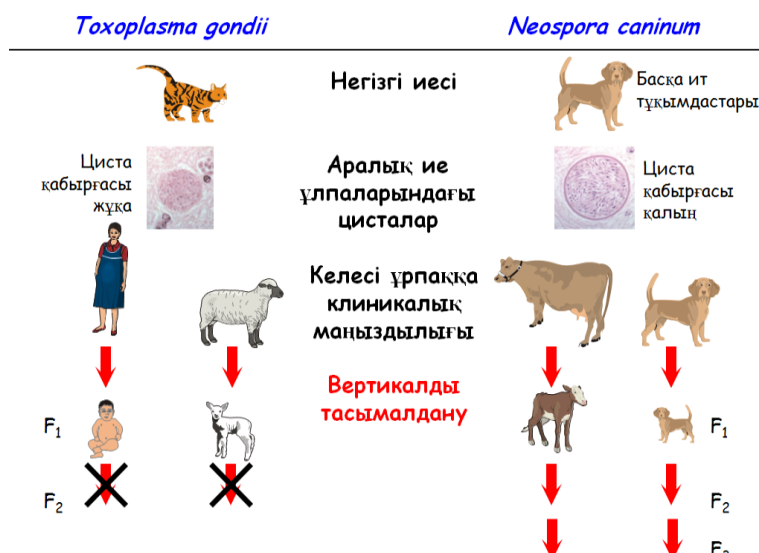 Toxoplasma gondii
Neospora caninum
Негізгі иесі
Басқа ит
тұқымдастары
Циста
қабырғасы
жұқа
Аралық ие
ұлпаларындағы
цисталар
Циста
қабырғасы
қалың
Келесі ұрпаққа
клиникалық
маңыздылығы
Вертикалды
тасымалдану
F1
F1
F2
F2